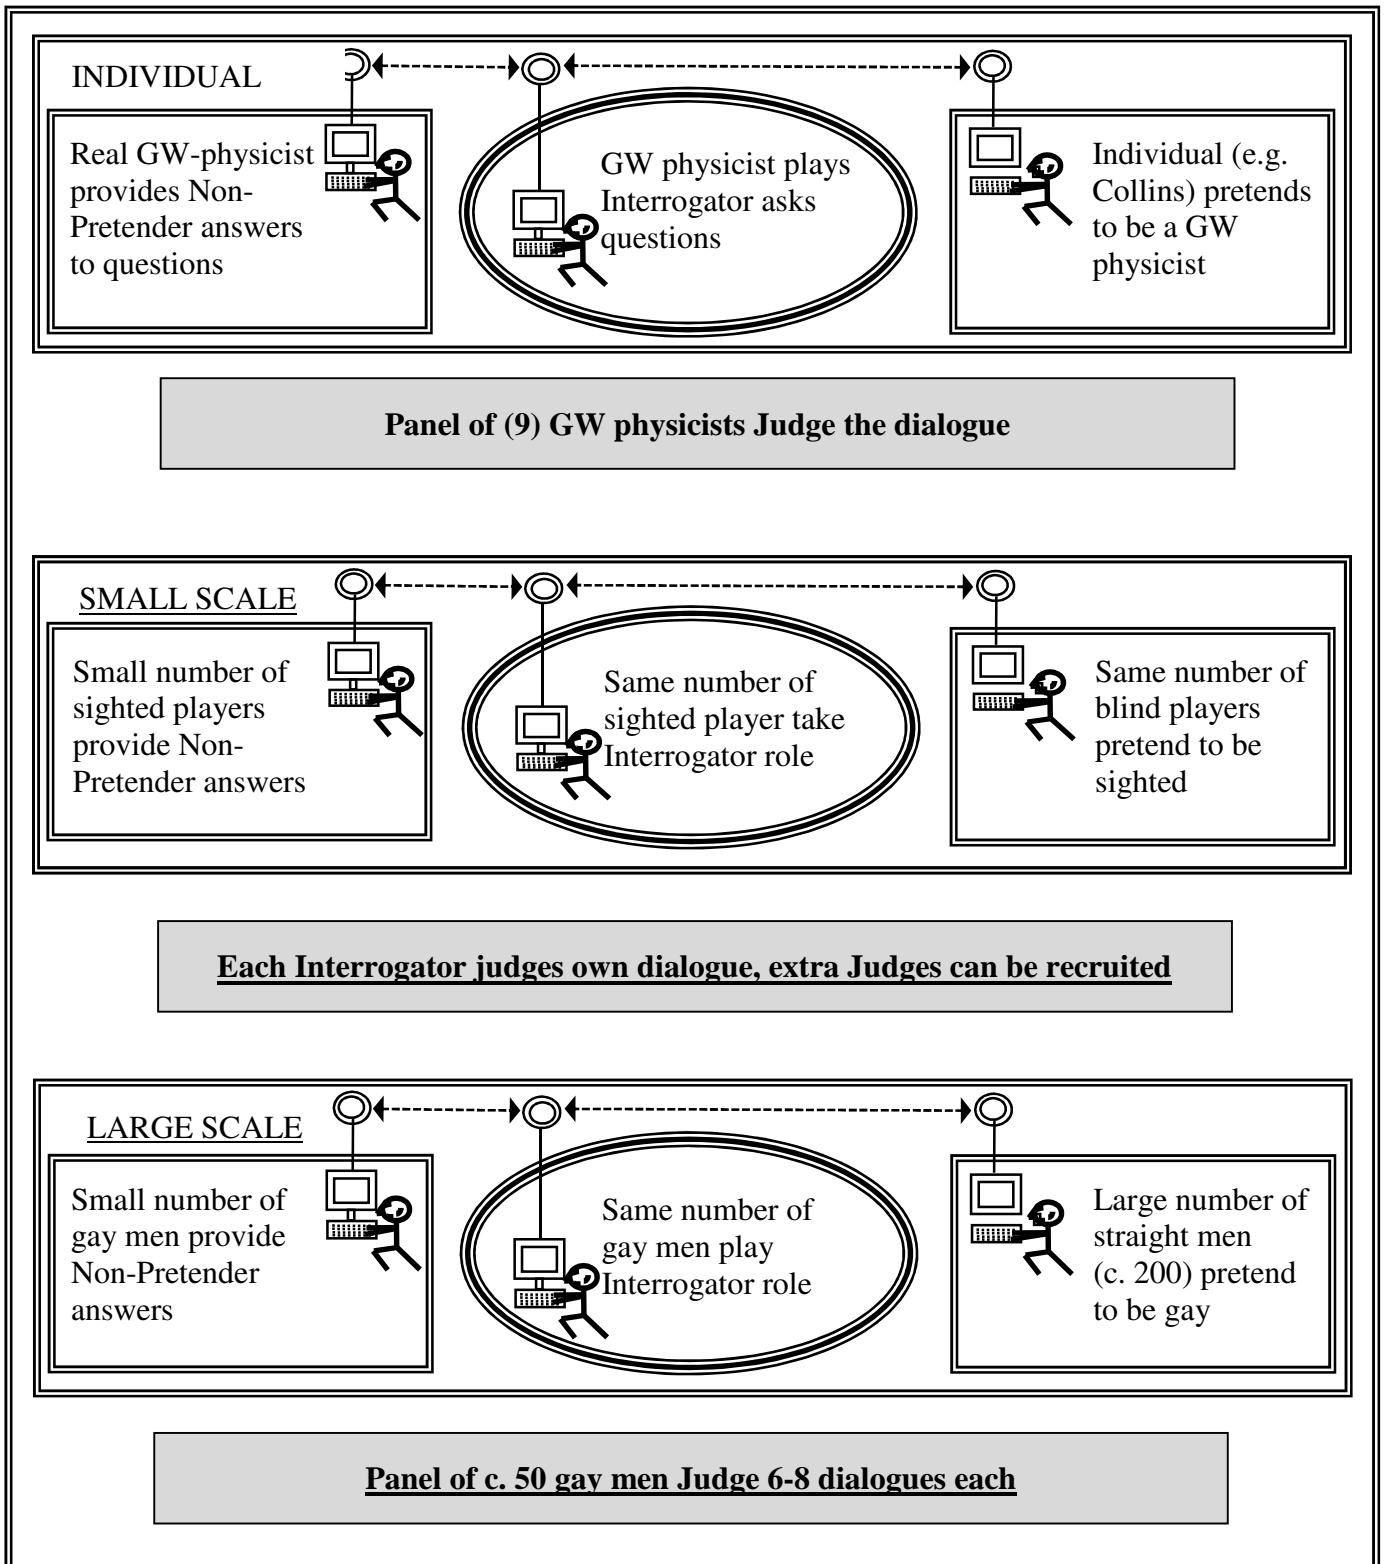 INDIVIDUAL
Real GW-physicist
provides Non-
Pretender answers
to questions
GW physicist plays
Interrogator asks
questions
Individual (e.g.
Collins) pretends
to be a GW
physicist
Panel of (9) GW physicists Judge the dialogue
SMALL SCALE
Small number of
sighted players
provide Non-
Pretender answers
Same number of
sighted player take
Interrogator role
Same number of
blind players
pretend to be
sighted
Each Interrogator judges own dialogue, extra Judges can be recruited
LARGE SCALE
Small number of
gay men provide
Non-Pretender
answers
Same number of
gay men play
Interrogator role
Large number of
straight men
(c. 200) pretend
to be gay
Panel of c. 50 gay men Judge 6-8 dialogues each